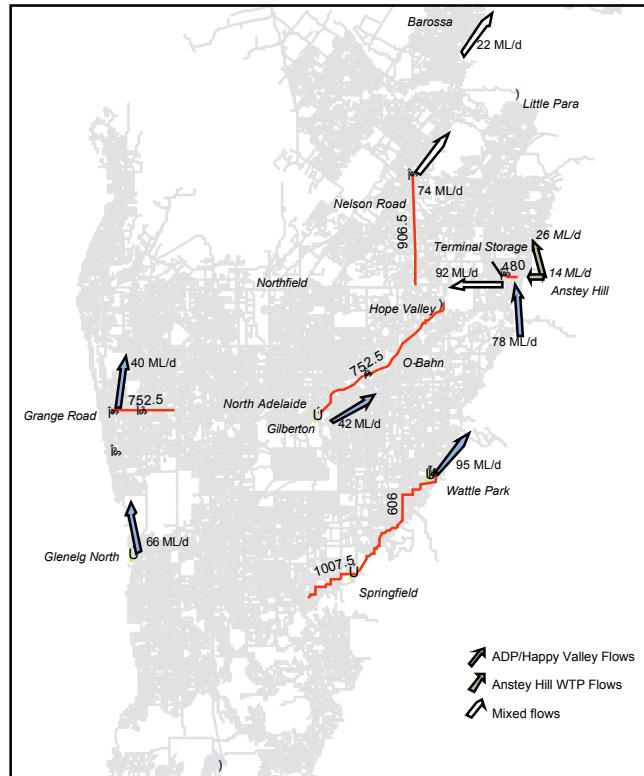 Barossa
22 ML/d
Little Para
74 ML/d
Nelson Road
906.5
26 ML/d
Terminal Storage
480
92 ML/d
14 ML/d
Northfield
Anstey Hill
Hope Valley
78 ML/d
752.5
O-Bahn
40 ML/d
752.5
North Adelaide
Grange Road
42 ML/d
Gilberton
95 ML/d
Wattle Park
606
66 ML/d
Glenelg North
1007.5
Springfield
ADP/Happy Valley Flows
Anstey Hill WTP Flows
Mixed flows